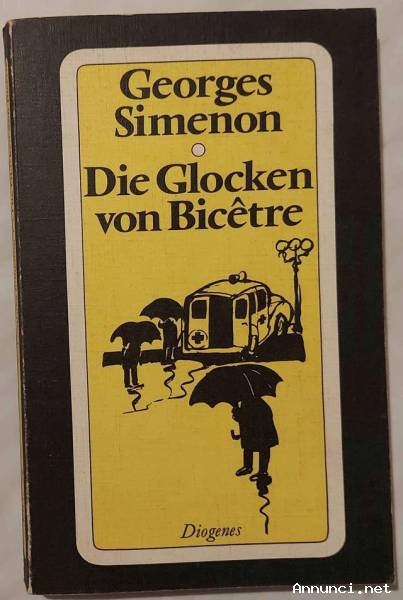 Georges
Simenon
Die Glocken
von Bicêtre
Diogenes
Annunci.net